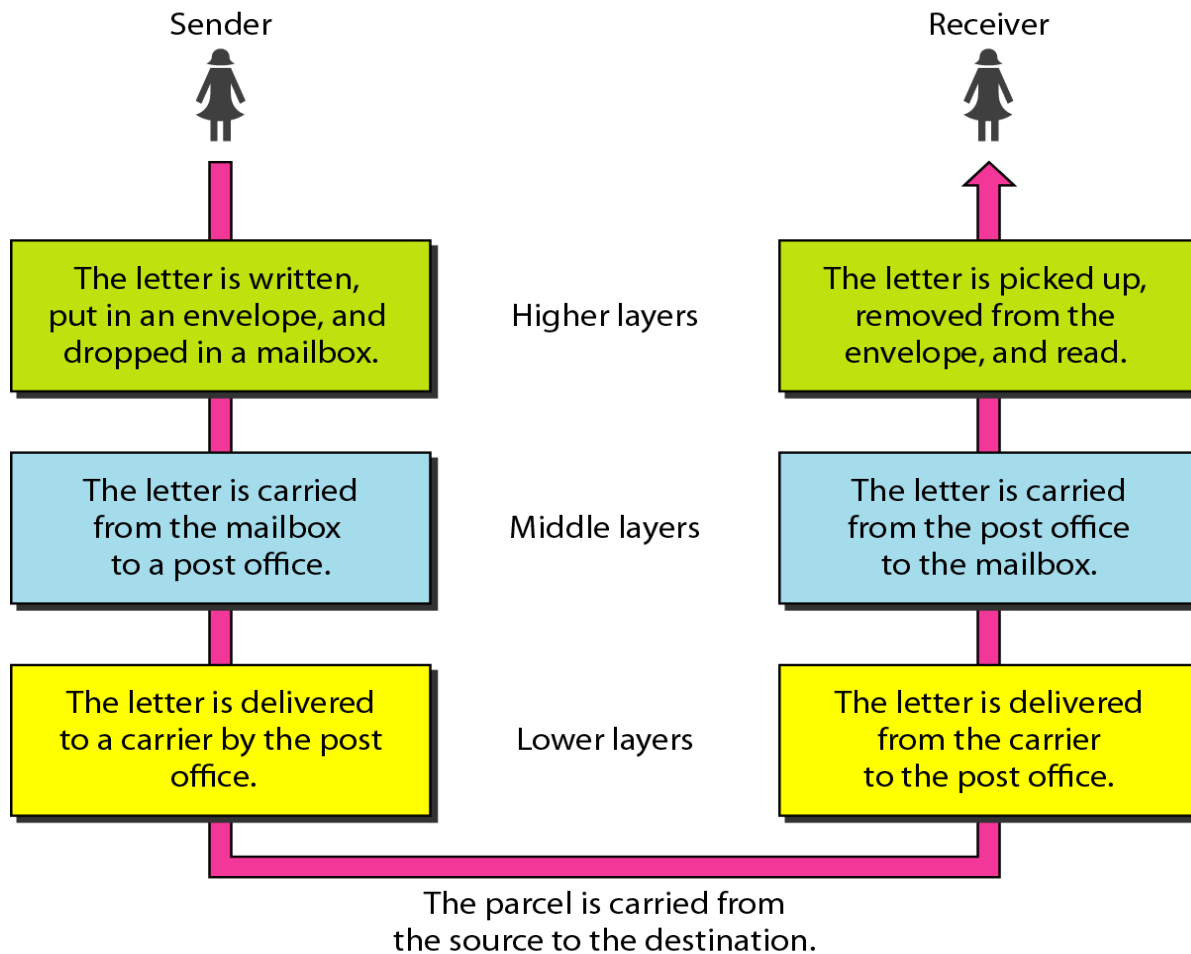 Sender
Receiver
The letter is written,
put in an envelope, and
dropped in a mailbox.
Higher layers
The letter is picked up,
removed from the
envelope, and read.
The letter is carried
from the mailbox
to a post office.
Middle layers
The letter is carried
from the post office
to the mailbox.
The letter is delivered
to a carrier by the post
office.
Lower layers
The letter is delivered
from the carrier
to the post office.
The parcel is carried from
the source to the destination.